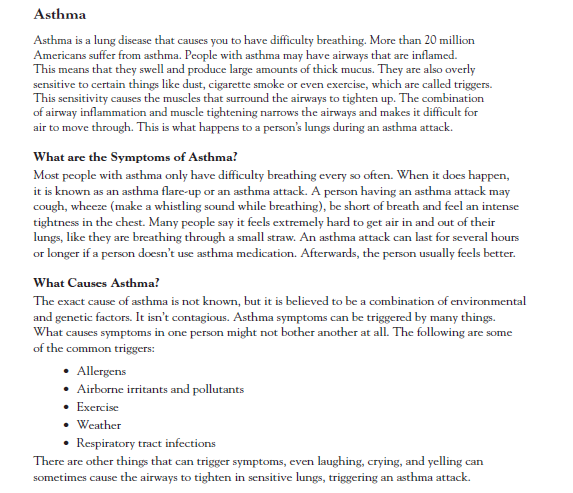 Asthma
Asthma is a lung disease that causes you to have difficulty breathing. More than 20 million
Americans suffer from asthma. People with asthma may have airways that are inflamed.
This means that they swell and produce large amounts of thick mucus. They are also overly
sensitive to certain things like dust, cigarette smoke or even exercise, which are called triggers.
This sensitivity causes the muscles that surround the airways to tighten up. The combination
of airway inflammation and muscle tightening narrows the airways and makes it difficult for
air to move through. This is what happens to a person's lungs during an asthma attack.
What are the Symptoms of Asthma?
Most people with asthma only have difficulty breathing every so often. When it does happen,
it is known as an asthma flare-up or an asthma attack. A person having an asthma attack may
cough, wheeze (make a whistling sound while breathing), be short of breath and feel an intense
tightness in the chest. Many people say it feels extremely hard to get air in and out of their
lungs, like they are breathing through a small straw. An asthma attack can last for several hours
or longer if a person doesn't use asthma medication. Afterwards, the person usually feels better.
What Causes Asthma?
The exact cause of asthma is not known, but it is believed to be a combination of environmental
and genetic factors. It isn't contagious. Asthma symptoms can be triggered by many things.
What causes symptoms in one person might not bother another at all. The following are some
of the common triggers:
• Allergens
• Airborne irritants and pollutants
• Exercise
• Weather
• Respiratory tract infections
There are other things that can trigger symptoms, even laughing, crying, and yelling can
sometimes cause the airways to tighten in sensitive lungs, triggering an asthma attack.